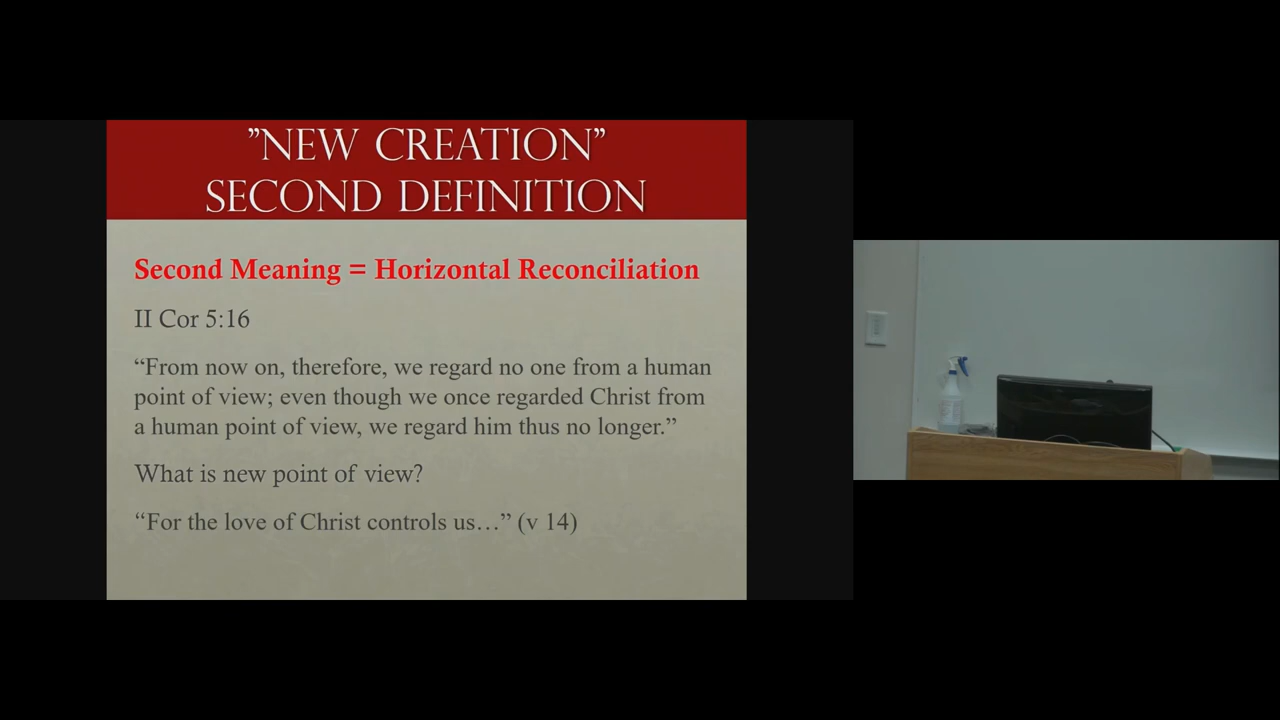 ”NEW CREATION”
SECOND DEFINITION
Second Meaning = Horizontal Reconciliation
II Cor 5:16
“From now on, therefore, we regard no one from a human
point of view; even though we once regarded Christ from
a human point of view, we regard him thus no longer.”
What is new point of view?
“For the love of Christ controls us…” (v 14)